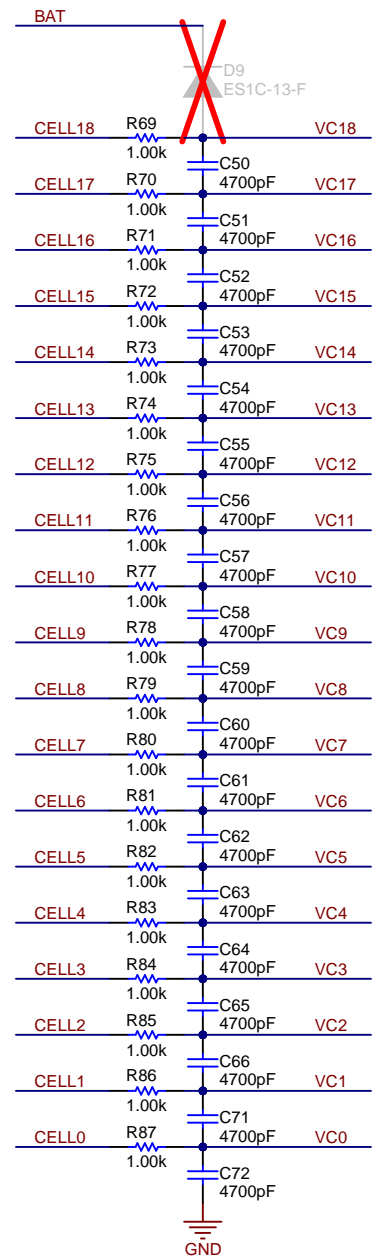 BAT
D9
ES1C-13-F
CELL18 R69 1.00k VC18
C50
4700pF
CELL17 R70 1.00k VC17
C51
4700pF
CELL16 R71 1.00k VC16
C52
4700pF
CELL15 R72 1.00k VC15
C53
4700pF
CELL14 R73 1.00k VC14
C54
4700pF
CELL13 R74 1.00k VC13
C55
4700pF
CELL12 R75 1.00k VC12
C56
4700pF
CELL11 R76 1.00k VC11
C57
4700pF
CELL10 R77 1.00k VC10
C58
4700pF
CELL9 R78 1.00k VC9
C59
4700pF
CELL8 R79 1.00k VC8
C60
4700pF
CELL7 R80 1.00k VC7
C61
4700pF
CELL6 R81 1.00k VC6
C62
4700pF
CELL5 R82 1.00k VC5
C63
4700pF
CELL4 R83 1.00k VC4
C64
4700pF
CELL3 R84 1.00k VC3
C65
4700pF
CELL2 R85 1.00k VC2
C66
4700pF
CELL1 R86 1.00k VC1
C71
4700pF
CELL0 R87 1.00k VC0
C72
4700pF
GND